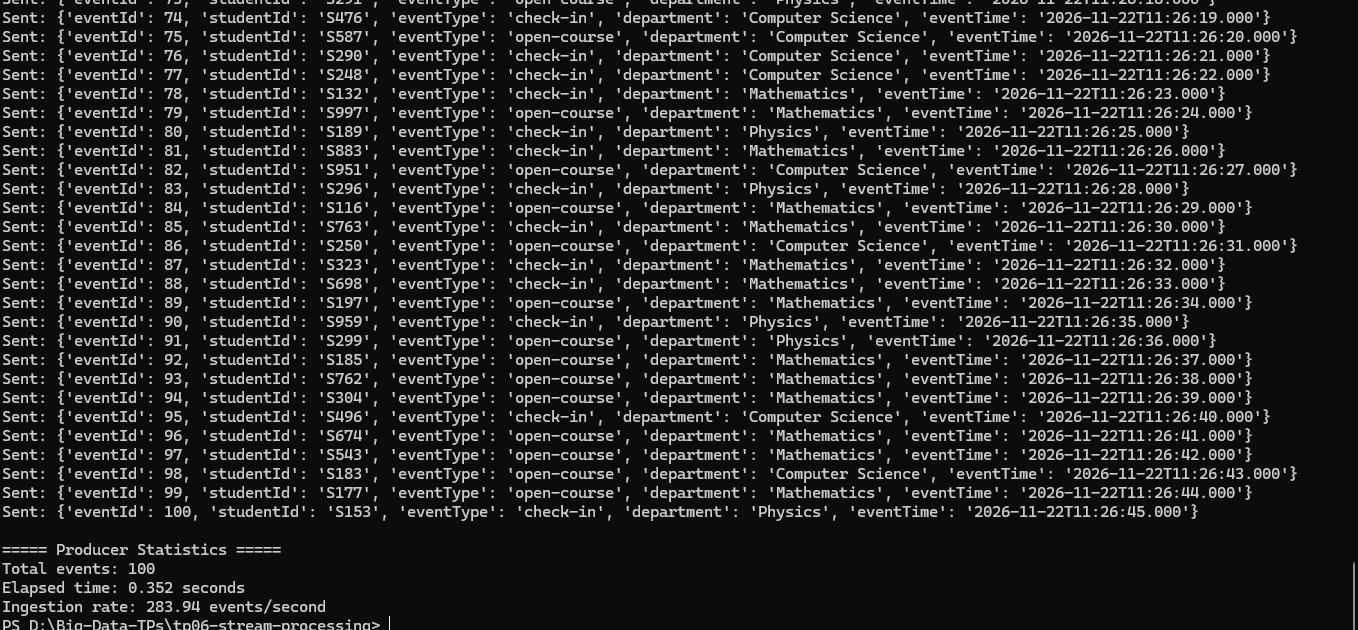 Sent: {'eventId': 73, 'studentId': 'S291', 'eventType': 'open-course', 'department': 'Physics', 'eventTime': '2026-11-22T11:26:18.000'}
Sent: {'eventId': 74, 'studentId': 'S476', 'eventType': 'check-in', 'department': 'Computer Science', 'eventTime': '2026-11-22T11:26:19.000'}
Sent: {'eventId': 75, 'studentId': 'S587', 'eventType': 'open-course', 'department': 'Computer Science', 'eventTime': '2026-11-22T11:26:20.000'}
Sent: {'eventId': 76, 'studentId': 'S290', 'eventType': 'check-in', 'department': 'Computer Science', 'eventTime': '2026-11-22T11:26:21.000'}
Sent: {'eventId': 77, 'studentId': 'S248', 'eventType': 'check-in', 'department': 'Computer Science', 'eventTime': '2026-11-22T11:26:22.000'}
Sent: {'eventId': 78, 'studentId': 'S132', 'eventType': 'check-in', 'department': 'Mathematics', 'eventTime': '2026-11-22T11:26:23.000'}
Sent: {'eventId': 79, 'studentId': 'S997', 'eventType': 'open-course', 'department': 'Mathematics', 'eventTime': '2026-11-22T11:26:24.000'}
Sent: {'eventId': 80, 'studentId': 'S189', 'eventType': 'check-in', 'department': 'Physics', 'eventTime': '2026-11-22T11:26:25.000'}
Sent: {'eventId': 81, 'studentId': 'S883', 'eventType': 'check-in', 'department': 'Mathematics', 'eventTime': '2026-11-22T11:26:26.000'}
Sent: {'eventId': 82, 'studentId': 'S951', 'eventType': 'open-course', 'department': 'Computer Science', 'eventTime': '2026-11-22T11:26:27.000'}
Sent: {'eventId': 83, 'studentId': 'S296', 'eventType': 'check-in', 'department': 'Physics', 'eventTime': '2026-11-22T11:26:28.000'}
Sent: {'eventId': 84, 'studentId': 'S116', 'eventType': 'open-course', 'department': 'Mathematics', 'eventTime': '2026-11-22T11:26:29.000'}
Sent: {'eventId': 85, 'studentId': 'S763', 'eventType': 'check-in', 'department': 'Mathematics', 'eventTime': '2026-11-22T11:26:30.000'}
Sent: {'eventId': 86, 'studentId': 'S250', 'eventType': 'open-course', 'department': 'Computer Science', 'eventTime': '2026-11-22T11:26:31.000'}
Sent: {'eventId': 87, 'studentId': 'S323', 'eventType': 'check-in', 'department': 'Mathematics', 'eventTime': '2026-11-22T11:26:32.000'}
Sent: {'eventId': 88, 'studentId': 'S698', 'eventType': 'check-in', 'department': 'Mathematics', 'eventTime': '2026-11-22T11:26:33.000'}
Sent: {'eventId': 89, 'studentId': 'S197', 'eventType': 'open-course', 'department': 'Mathematics', 'eventTime': '2026-11-22T11:26:34.000'}
Sent: {'eventId': 90, 'studentId': 'S959', 'eventType': 'check-in', 'department': 'Physics', 'eventTime': '2026-11-22T11:26:35.000'}
Sent: {'eventId': 91, 'studentId': 'S299', 'eventType': 'open-course', 'department': 'Physics', 'eventTime': '2026-11-22T11:26:36.000'}
Sent: {'eventId': 92, 'studentId': 'S185', 'eventType': 'open-course', 'department': 'Mathematics', 'eventTime': '2026-11-22T11:26:37.000'}
Sent: {'eventId': 93, 'studentId': 'S762', 'eventType': 'open-course', 'department': 'Mathematics', 'eventTime': '2026-11-22T11:26:38.000'}
Sent: {'eventId': 94, 'studentId': 'S304', 'eventType': 'open-course', 'department': 'Mathematics', 'eventTime': '2026-11-22T11:26:39.000'}
Sent: {'eventId': 95, 'studentId': 'S496', 'eventType': 'check-in', 'department': 'Computer Science', 'eventTime': '2026-11-22T11:26:40.000'}
Sent: {'eventId': 96, 'studentId': 'S674', 'eventType': 'open-course', 'department': 'Mathematics', 'eventTime': '2026-11-22T11:26:41.000'}
Sent: {'eventId': 97, 'studentId': 'S543', 'eventType': 'open-course', 'department': 'Mathematics', 'eventTime': '2026-11-22T11:26:42.000'}
Sent: {'eventId': 98, 'studentId': 'S183', 'eventType': 'open-course', 'department': 'Computer Science', 'eventTime': '2026-11-22T11:26:43.000'}
Sent: {'eventId': 99, 'studentId': 'S177', 'eventType': 'open-course', 'department': 'Mathematics', 'eventTime': '2026-11-22T11:26:44.000'}
Sent: {'eventId': 100, 'studentId': 'S153', 'eventType': 'check-in', 'department': 'Physics', 'eventTime': '2026-11-22T11:26:45.000'}
===== Producer Statistics =====
Total events: 100
Elapsed time: 0.352 seconds
Ingestion rate: 283.94 events/second
PS D:\Big-Data-TPs\tp06-stream-processing>